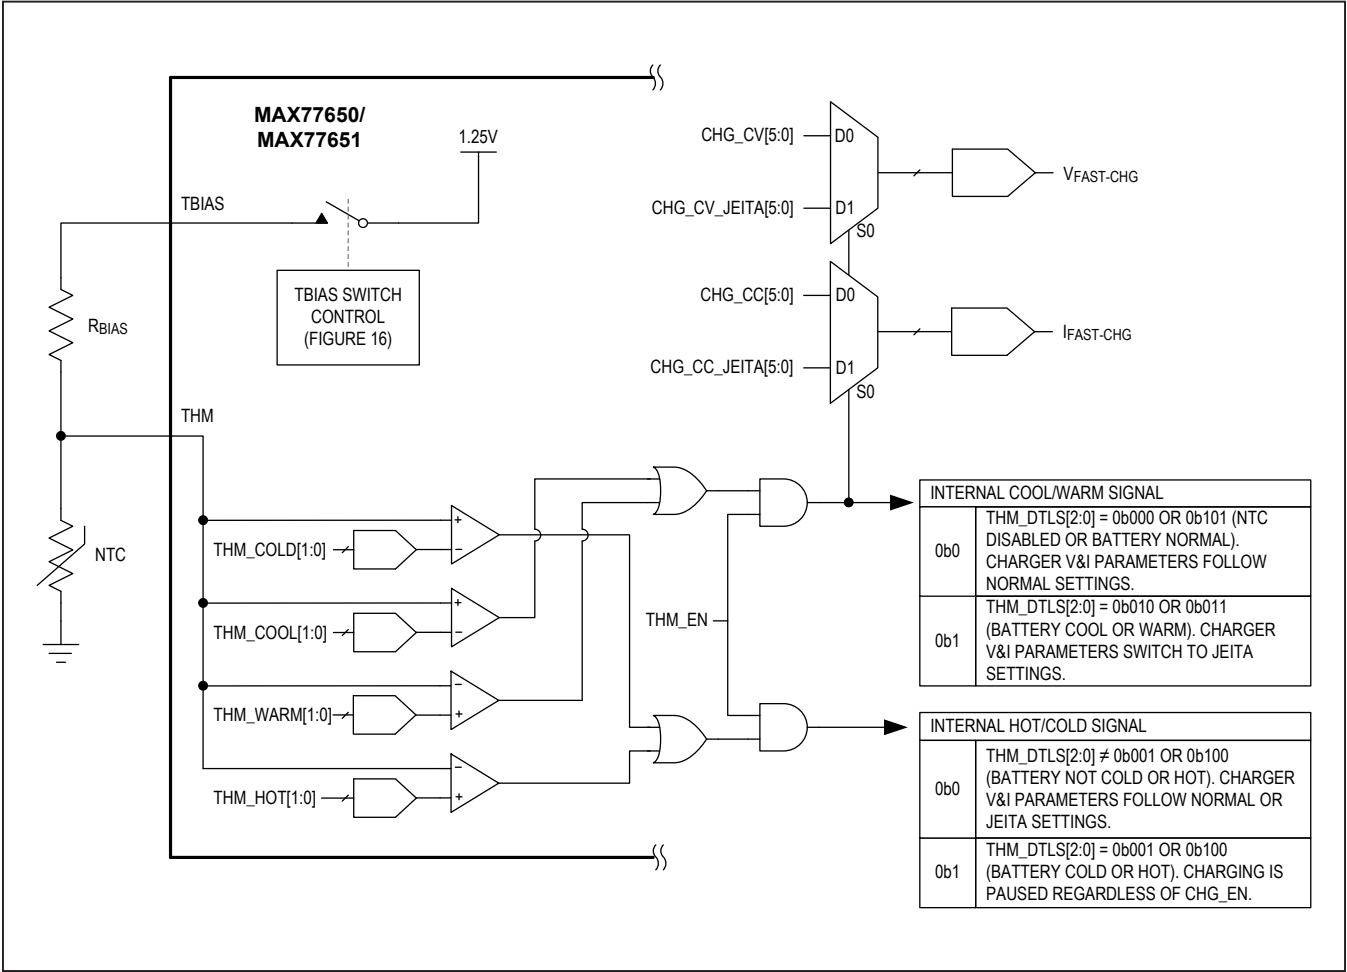 MAX77650/
MAX77651
1.25V
TBIAS
TBIAS SWITCH
CONTROL
(FIGURE 16)
RBIAS
THM
NTC
CHG_CV[5:0]
D0
CHG_CV_JEITA[5:0]
D1
S0
VFAST-CHG
CHG_CC[5:0]
D0
CHG_CC_JEITA[5:0]
D1
S0
IFAST-CHG
THM_COLD[1:0]
+
−
THM_COOL[1:0]
+
−
THM_WARM[1:0]
−
+
THM_HOT[1:0]
−
+
THM_EN
INTERNAL COOL/WARM SIGNAL
0b0
THM_DTLS[2:0] = 0b000 OR 0b101 (NTC
DISABLED OR BATTERY NORMAL).
CHARGER V&I PARAMETERS FOLLOW
NORMAL SETTINGS.
0b1
THM_DTLS[2:0] = 0b010 OR 0b011
(BATTERY COOL OR WARM). CHARGER
V&I PARAMETERS SWITCH TO JEITA
SETTINGS.
INTERNAL HOT/COLD SIGNAL
0b0
THM_DTLS[2:0] ≠ 0b001 OR 0b100
(BATTERY NOT COLD OR HOT). CHARGER
V&I PARAMETERS FOLLOW NORMAL OR
JEITA SETTINGS.
0b1
THM_DTLS[2:0] = 0b001 OR 0b100
(BATTERY COLD OR HOT). CHARGING IS
PAUSED REGARDLESS OF CHG_EN.